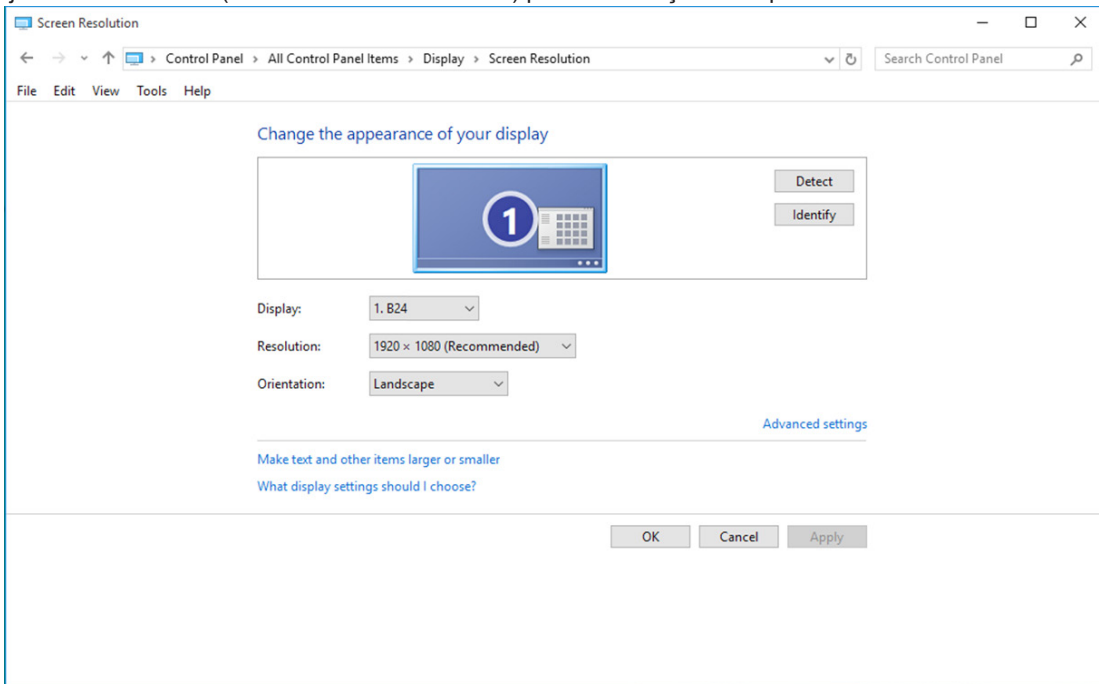 Screen Resolution
Control Panel > All Control Panel Items > Display > Screen Resolution
Search Control Panel
File Edit View Tools Help
Change the appearance of your display
1
Detect
Identify
Display: 1. B24
Resolution: 1920 × 1080 (Recommended)
Orientation: Landscape
Advanced settings
Make text and other items larger or smaller
What display settings should I choose?
OK Cancel Apply